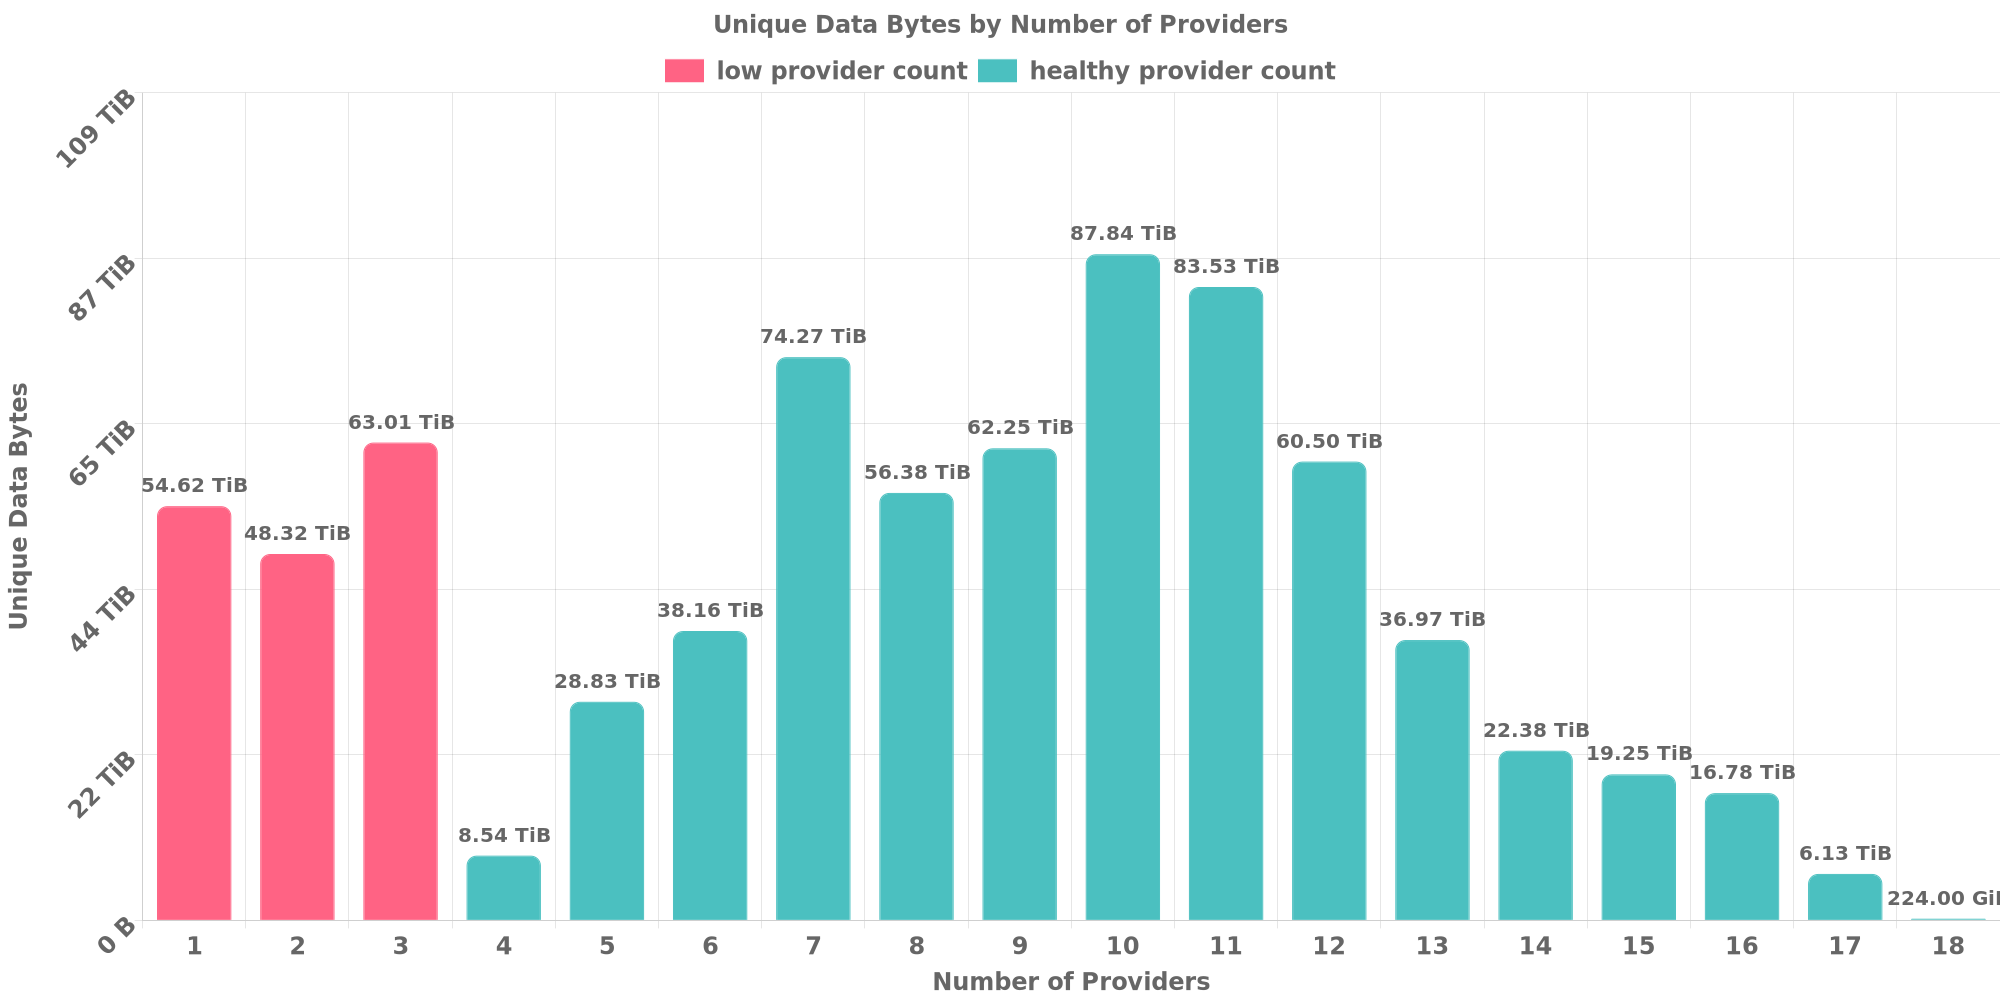 Unique Data Bytes by Number of Providers
low provider count healthy provider count
109 TiB
87 TiB
65 TiB
44 TiB
22 TiB
0 B
Unique Data Bytes
54.62 TiB
48.32 TiB
63.01 TiB
8.54 TiB
28.83 TiB
38.16 TiB
74.27 TiB
56.38 TiB
62.25 TiB
87.84 TiB
83.53 TiB
60.50 TiB
36.97 TiB
22.38 TiB
19.25 TiB
16.78 TiB
6.13 TiB
224.00
1 2 3 4 5 6 7 8 9 10 11 12 13 14 15 16 17 18
Number of Providers